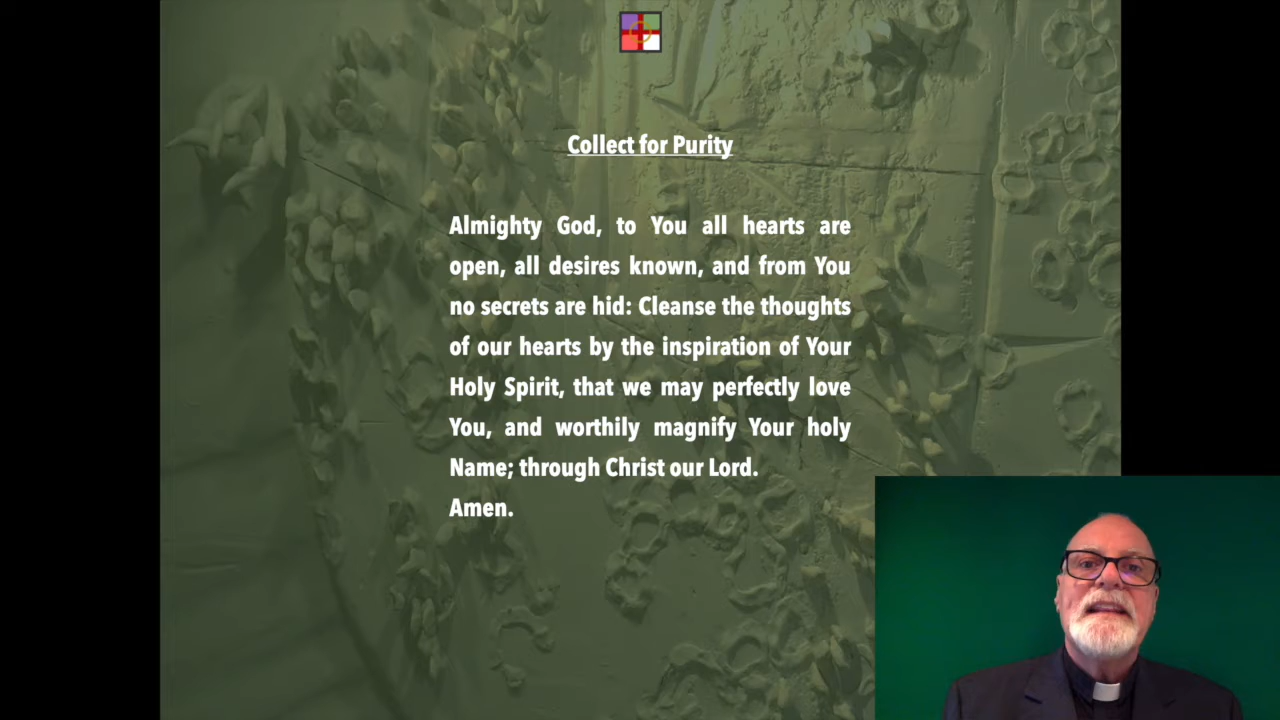 Collect for Purity
Almighty God, to You all hearts are
open, all desires known, and from You
no secrets are hid: Cleanse the thoughts
of our hearts by the inspiration of Your
Holy Spirit, that we may perfectly love
You, and worthily magnify Your holy
Name; through Christ our Lord.
Amen.